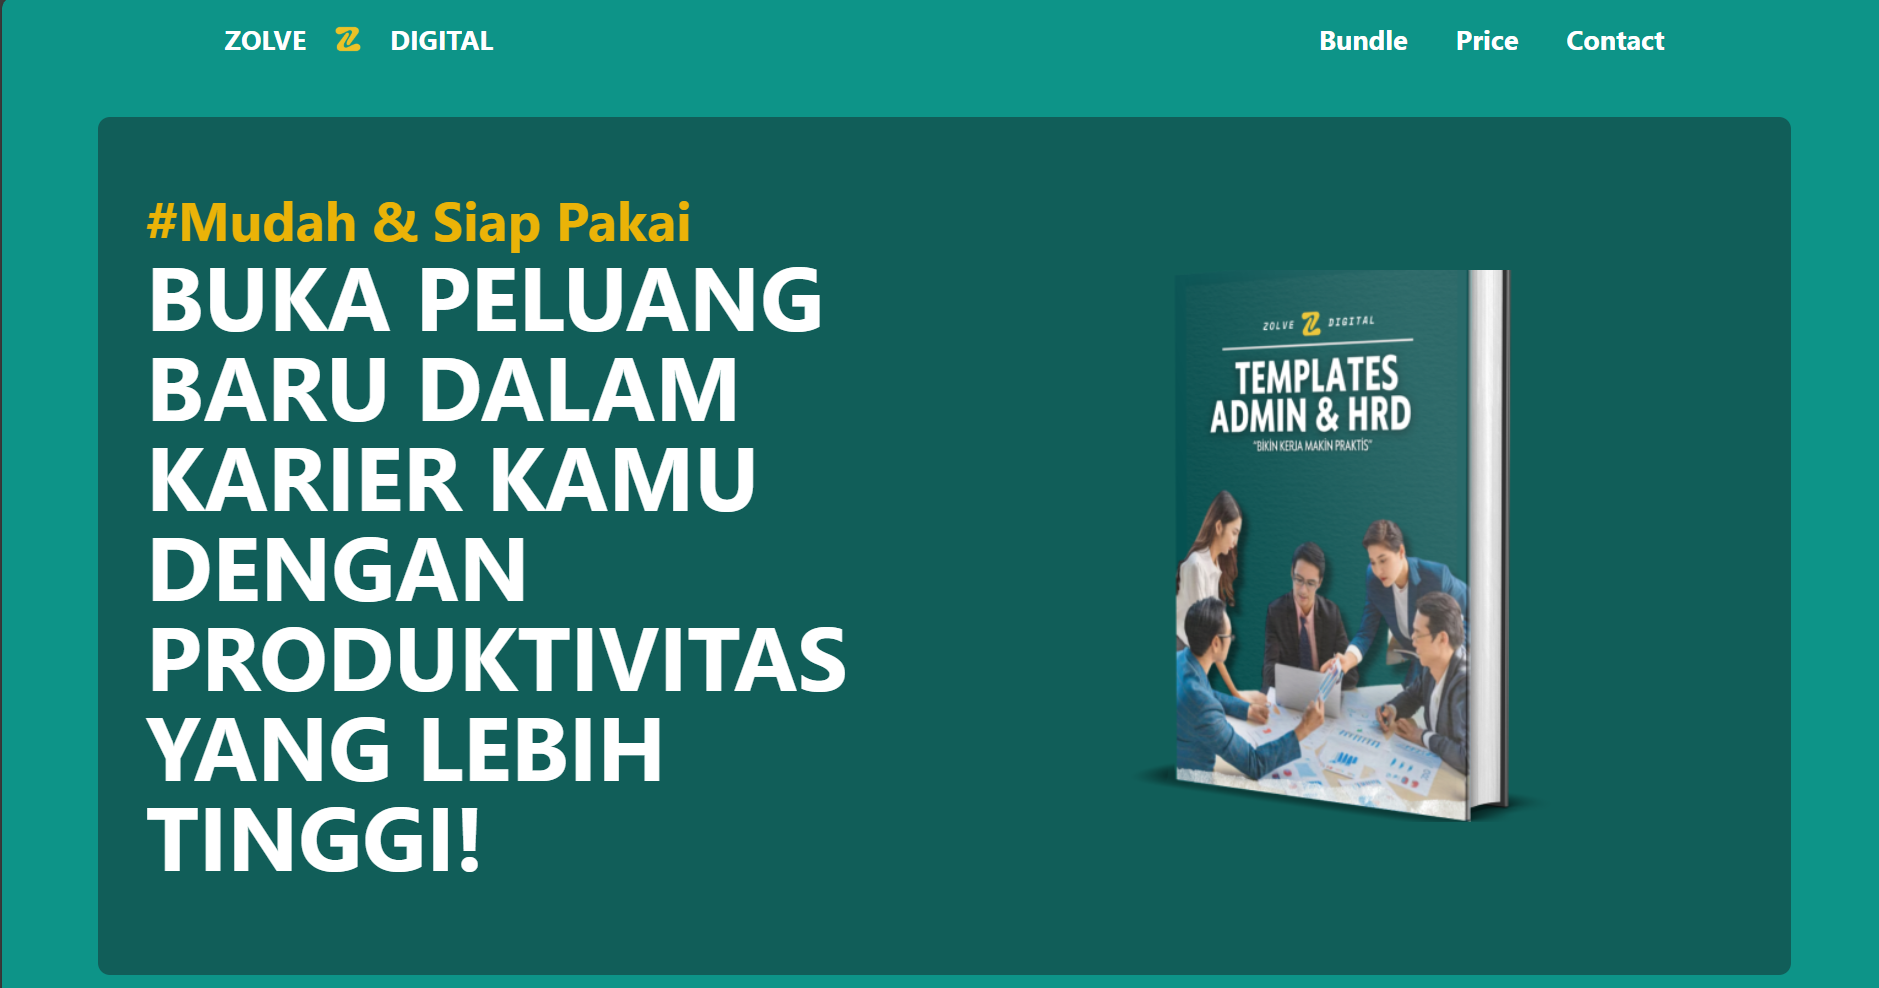 ZOLVE DIGITAL
Bundle Price Contact
#Mudah & Siap Pakai
BUKA PELUANG
BARU DALAM
KARIER KAMU
DENGAN
PRODUKTIVITAS
YANG LEBIH
TINGGI!
ZOLVE DIGITAL
TEMPLATES
ADMIN & HRD
"BIKIN KERJA MAKIN PRAKTIS"